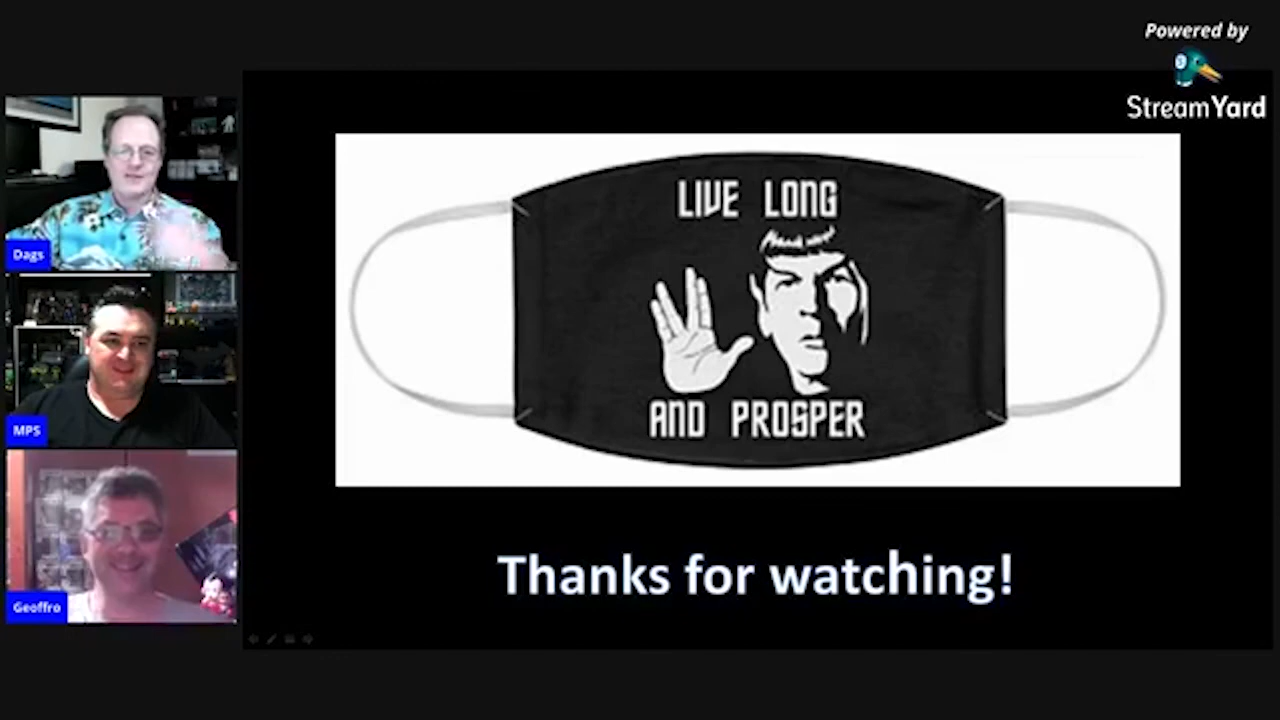 Powered by
StreamYard
Dags
MPS
Geoffro
LIVE LONG
AND PROSPER
Thanks for watching!